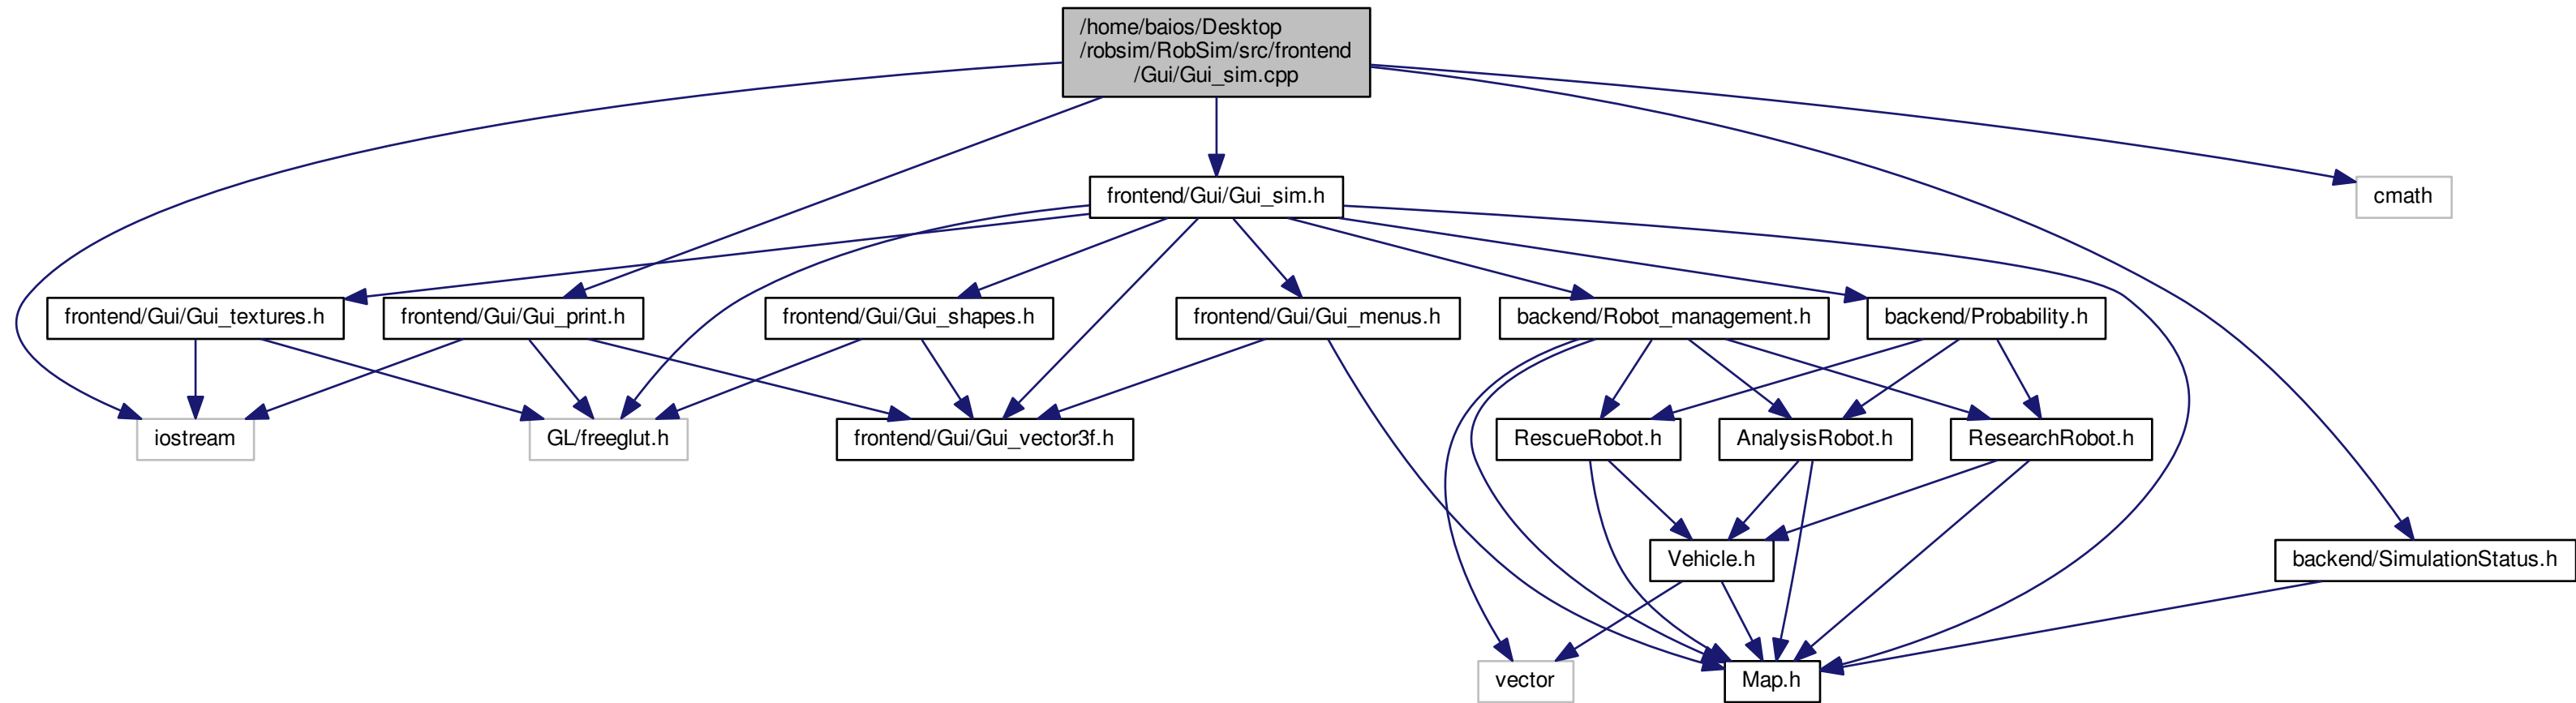 /home/baios/Desktop
/robsim/RobSim/src/frontend
/Gui/Gui_sim.cpp
frontend/Gui/Gui_sim.h
cmath
frontend/Gui/Gui_textures.h
frontend/Gui/Gui_print.h
frontend/Gui/Gui_shapes.h
frontend/Gui/Gui_menus.h
backend/Robot_management.h
backend/Probability.h
iostream
GL/freeglut.h
frontend/Gui/Gui_vector3f.h
RescueRobot.h
AnalysisRobot.h
ResearchRobot.h
Vehicle.h
backend/SimulationStatus.h
vector
Map.h